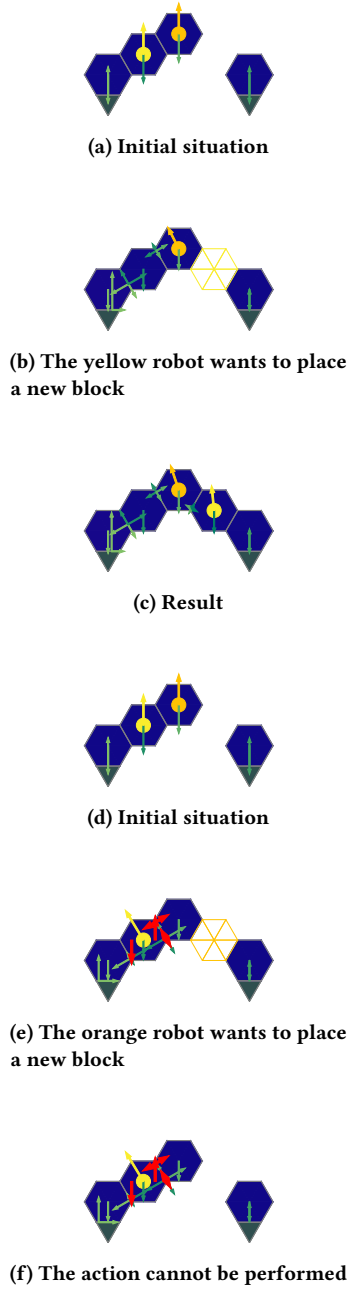 (a) Initial situation
(b) The yellow robot wants to place
a new block
(c) Result
(d) Initial situation
(e) The orange robot wants to place
a new block
(f) The action cannot be performed